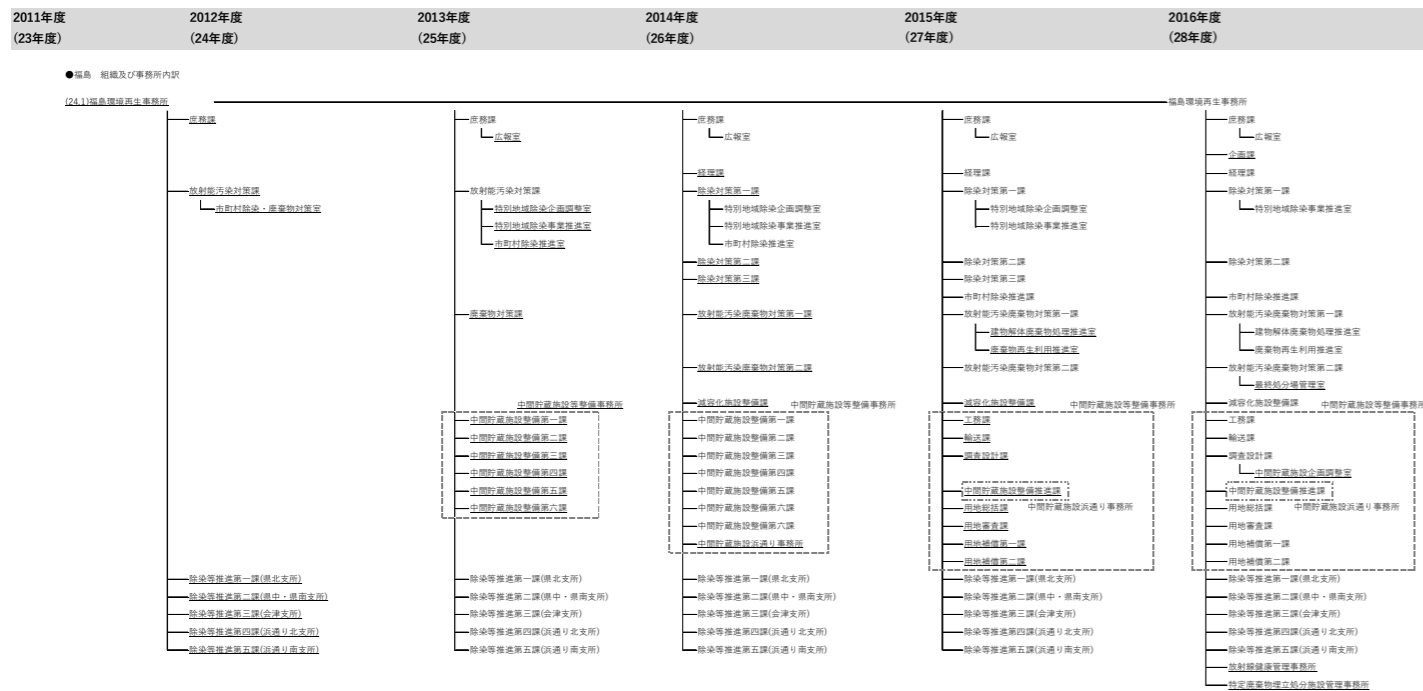 2011年度
(23年度)
2012年度
(24年度)
2013年度
(25年度)
2014年度
(26年度)
2015年度
(27年度)
2016年度
(28年度)
●福島　組織及び事務所内訳
(24.1)福島環境再生事務所
福島環境再生事務所
庶務課
放射能汚染対策課
市町村除染・廃棄物対策室
除染等推進第一課(県北支所)
除染等推進第二課(県中・県南支所)
除染等推進第三課(会津支所)
除染等推進第四課(浜通り北支所)
除染等推進第五課(浜通り南支所)
庶務課
広報室
放射能汚染対策課
特別地域除染企画調整室
特別地域除染事業推進室
市町村除染推進室
廃棄物対策課
中間貯蔵施設等整備事務所
中間貯蔵施設整備第一課
中間貯蔵施設整備第二課
中間貯蔵施設整備第三課
中間貯蔵施設整備第四課
中間貯蔵施設整備第五課
中間貯蔵施設整備第六課
除染等推進第一課(県北支所)
除染等推進第二課(県中・県南支所)
除染等推進第三課(会津支所)
除染等推進第四課(浜通り北支所)
除染等推進第五課(浜通り南支所)
庶務課
広報室
経理課
除染対策第一課
特別地域除染企画調整室
特別地域除染事業推進室
市町村除染推進室
除染対策第二課
除染対策第三課
放射能汚染廃棄物対策第一課
放射能汚染廃棄物対策第二課
減容化施設整備課
中間貯蔵施設等整備事務所
中間貯蔵施設整備第一課
中間貯蔵施設整備第二課
中間貯蔵施設整備第三課
中間貯蔵施設整備第四課
中間貯蔵施設整備第五課
中間貯蔵施設整備第六課
中間貯蔵施設整備第六課
中間貯蔵施設浜通り事務所
除染等推進第一課(県北支所)
除染等推進第二課(県中・県南支所)
除染等推進第三課(会津支所)
除染等推進第四課(浜通り北支所)
除染等推進第五課(浜通り南支所)
庶務課
広報室
経理課
除染対策第一課
特別地域除染企画調整室
特別地域除染事業推進室
除染対策第二課
除染対策第三課
市町村除染推進課
放射能汚染廃棄物対策第一課
建物解体廃棄物処理推進室
廃棄物再生利用推進室
放射能汚染廃棄物対策第二課
減容化施設整備課
中間貯蔵施設等整備事務所
工務課
輸送課
調査設計課
中間貯蔵施設整備推進課
用地総括課
中間貯蔵施設浜通り事務所
用地審査課
用地補償第一課
用地補償第二課
除染等推進第一課(県北支所)
除染等推進第二課(県中・県南支所)
除染等推進第三課(会津支所)
除染等推進第四課(浜通り北支所)
除染等推進第五課(浜通り南支所)
庶務課
広報室
企画課
経理課
除染対策第一課
特別地域除染事業推進室
除染対策第二課
市町村除染推進課
放射能汚染廃棄物対策第一課
建物解体廃棄物処理推進室
廃棄物再生利用推進室
放射能汚染廃棄物対策第二課
最終処分場管理室
減容化施設整備課
中間貯蔵施設等整備事務所
工務課
輸送課
調査設計課
中間貯蔵施設企画調整室
中間貯蔵施設整備推進課
用地総括課
中間貯蔵施設浜通り事務所
用地審査課
用地補償第一課
用地補償第二課
除染等推進第一課(県北支所)
除染等推進第二課(県中・県南支所)
除染等推進第三課(会津支所)
除染等推進第四課(浜通り北支所)
除染等推進第五課(浜通り南支所)
放射線健康管理事務所
特定廃棄物埋立処分施設管理事務所